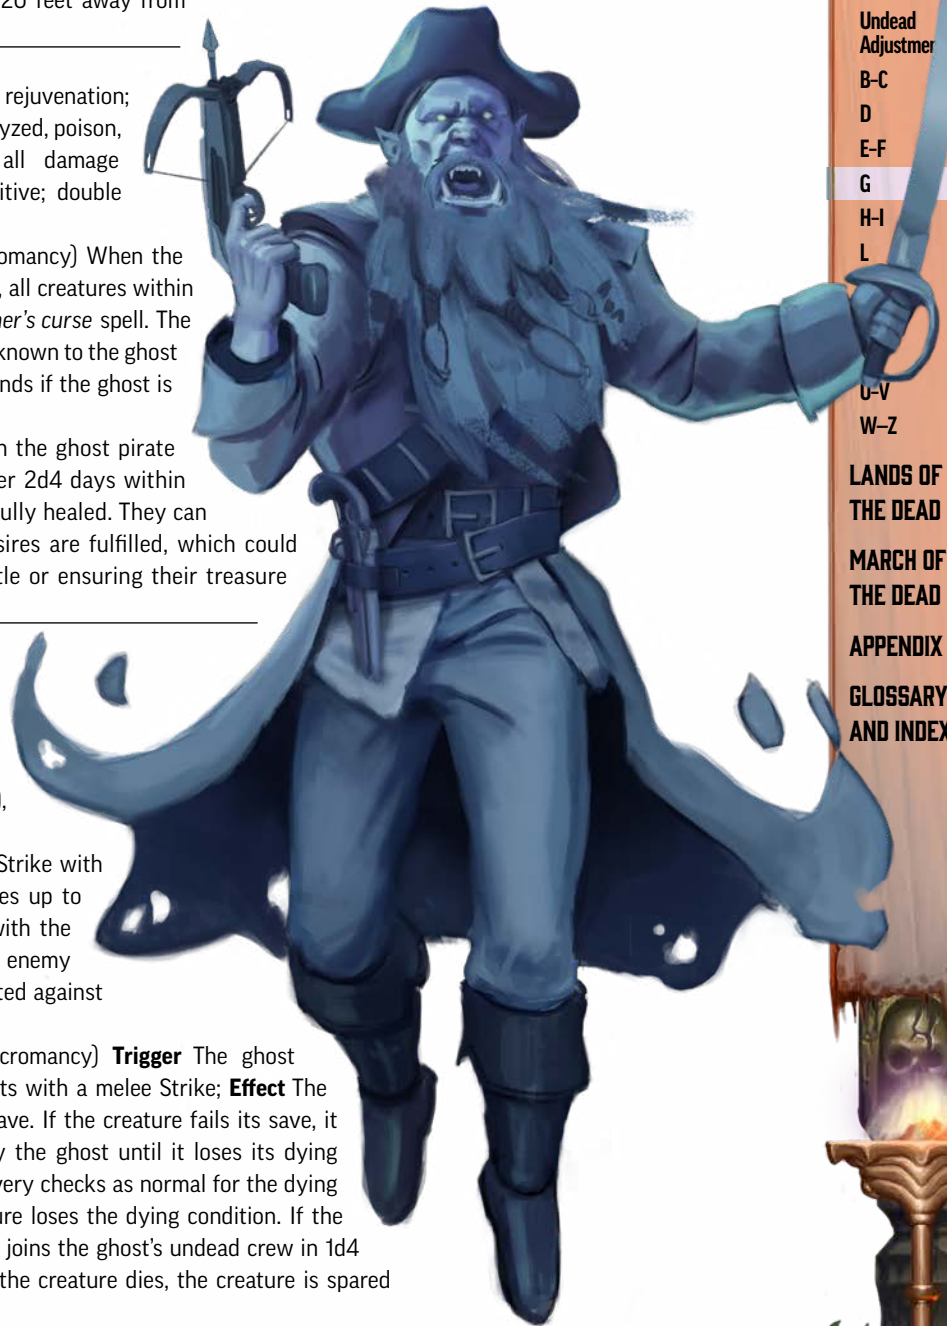 20 feet away from
rejuvenation;
yzed, poison,
all damage
itive; double
omancy) When the
, all creatures within
ner's curse spell. The
known to the ghost
nds if the ghost is
n the ghost pirate
er 2d4 days within
fully healed. They can
sires are fulfilled, which could
tle or ensuring their treasure
,
Strike with
es up to
with the
enemy
ted against
cromancy) Trigger The ghost
ts with a melee Strike; Effect The
ave. If the creature fails its save, it
y the ghost until it loses its dying
very checks as normal for the dying
ure loses the dying condition. If the
joins the ghost's undead crew in 1d4
the creature dies, the creature is spared
Undead
Adjustmen
B-C
D
E-F
G
H-I
L
U-V
W–Z
LANDS OF
THE DEAD
MARCH OF
THE DEAD
APPENDIX
GLOSSARY
AND INDEX